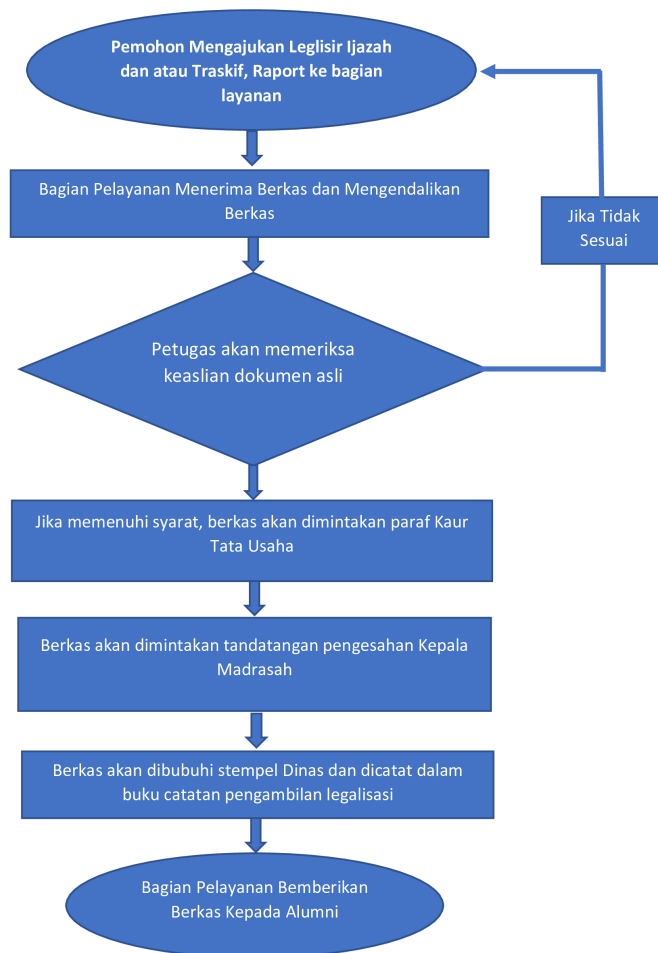 Pemohon Mengajukan Leglisir Ijazah
dan atau Traskif, Raport ke bagian
layanan
Bagian Pelayanan Menerima Berkas dan Mengendalikan
Berkas
Jika Tidak
Sesuai
Petugas akan memeriksa
keaslian dokumen asli
Jika memenuhi syarat, berkas akan dimintakan paraf Kaur
Tata Usaha
Berkas akan dimintakan tandatangan pengesahan Kepala
Madrasah
Berkas akan dibubuhi stempel Dinas dan dicatat dalam
buku catatan pengambilan legalisasi
Bagian Pelayanan Bemberikan
Berkas Kepada Alumni